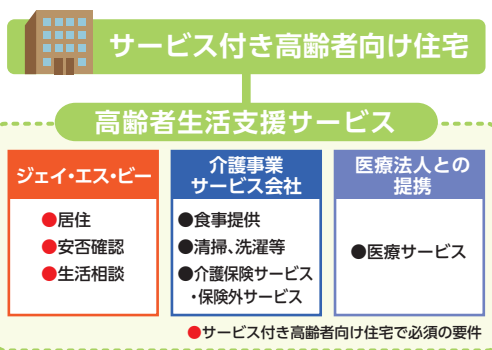 サービス付き高齢者向け住宅
高齢者生活支援サービス
ジェイ・エス・ビー
●居住
●安否確認
●生活相談
介護事業
サービス会社
●食事提供
●清掃、洗濯等
●介護保険サービス
・保険外サービス
医療法人との
提携
●医療サービス
●サービス付き高齢者向け住宅で必須の要件